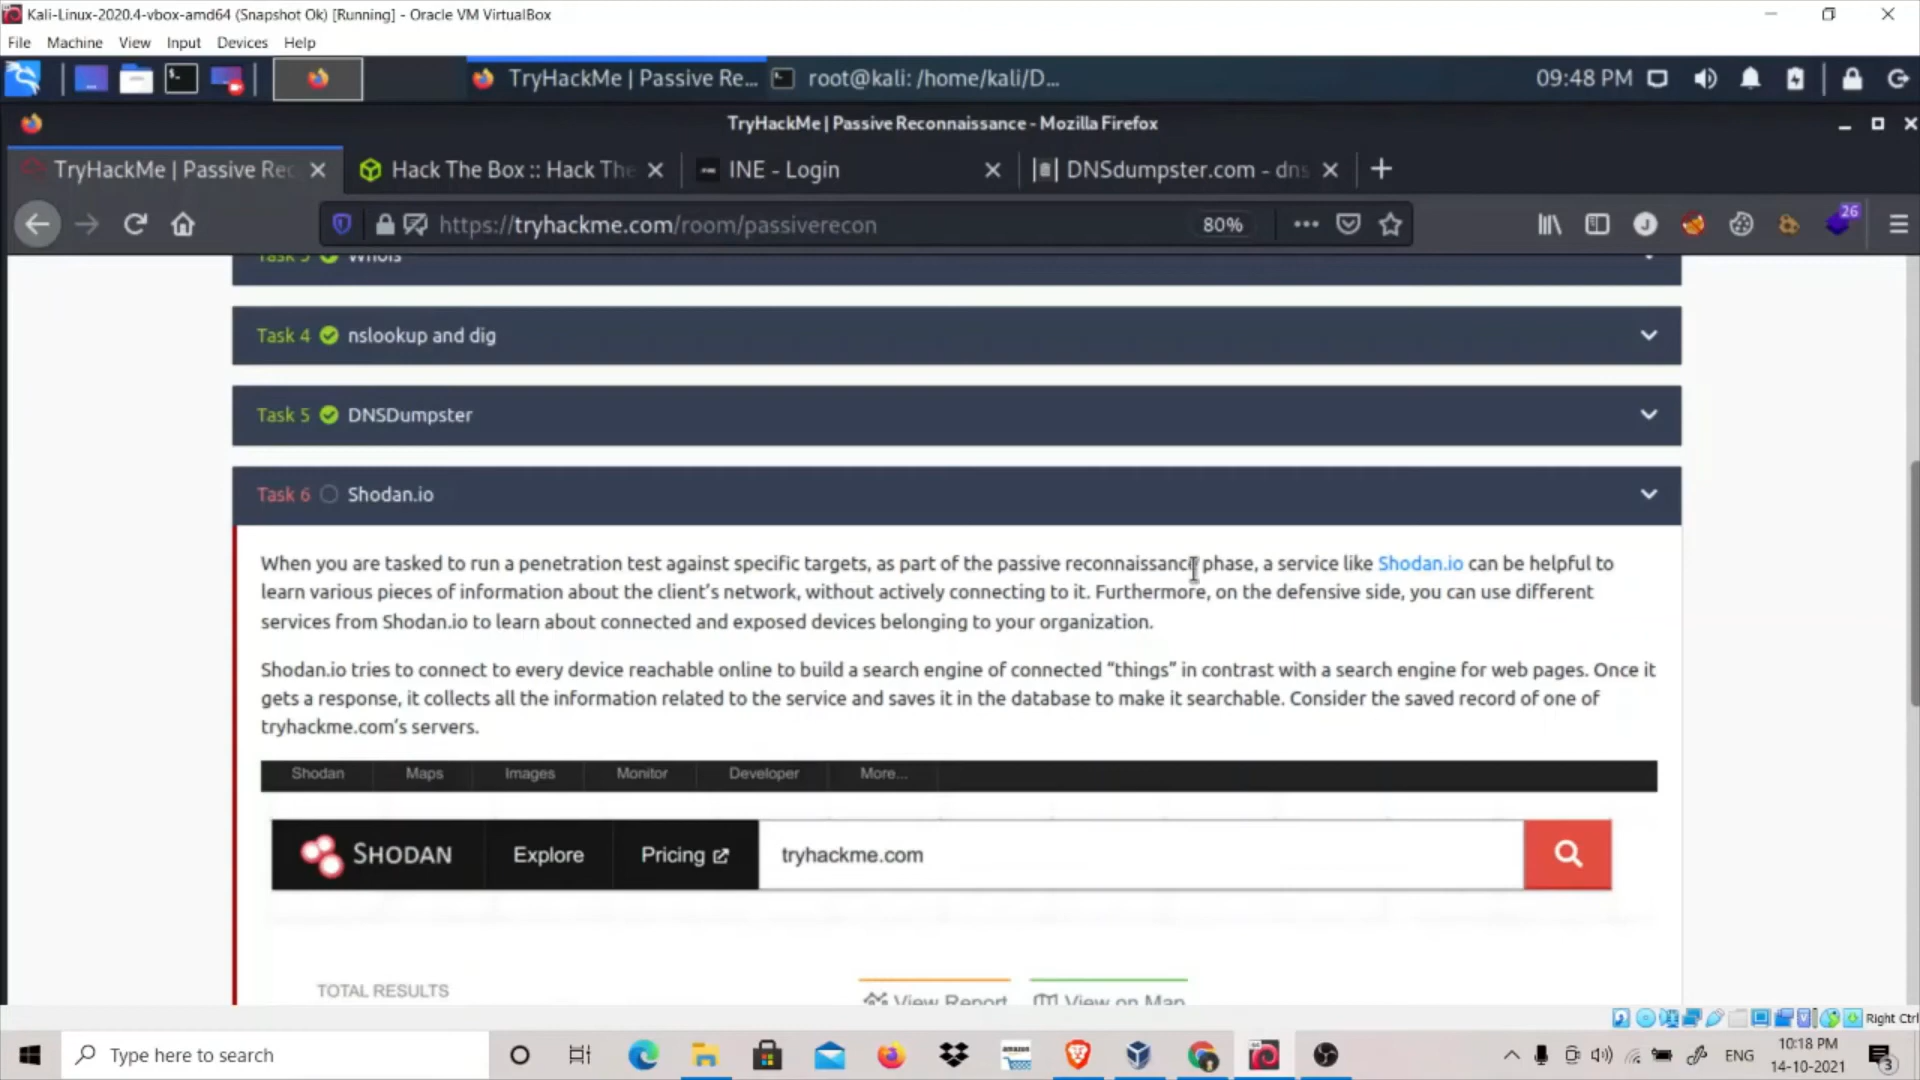 Kali-Linux-2020.4-vbox-amd64 (Snapshot Ok) [Running] - Oracle VM VirtualBox
File Machine View Input Devices Help
TryHackMe | Passive Re... root@kali: /home/kali/D... 09:48 PM
TryHackMe | Passive Reconnaissance - Mozilla Firefox
TryHackMe | Passive Rec Hack The Box :: Hack The INE - Login DNSdumpster.com - dns
https://tryhackme.com/room/passiverecon 80% 26
Task 3 Whois
Task 4 nslookup and dig
Task 5 DNSDumpster
Task 6 Shodan.io
When you are tasked to run a penetration test against specific targets, as part of the passive reconnaissance phase, a service like Shodan.io can be helpful to
learn various pieces of information about the client's network, without actively connecting to it. Furthermore, on the defensive side, you can use different
services from Shodan.io to learn about connected and exposed devices belonging to your organization.
Shodan.io tries to connect to every device reachable online to build a search engine of connected “things” in contrast with a search engine for web pages. Once it
gets a response, it collects all the information related to the service and saves it in the database to make it searchable. Consider the saved record of one of
tryhackme.com's servers.
Shodan Maps Images Monitor Developer More...
SHODAN Explore Pricing tryhackme.com
TOTAL RESULTS
View Report View on Map
Right Ctrl
Type here to search amazon ENG 10:18 PM
14-10-2021 3